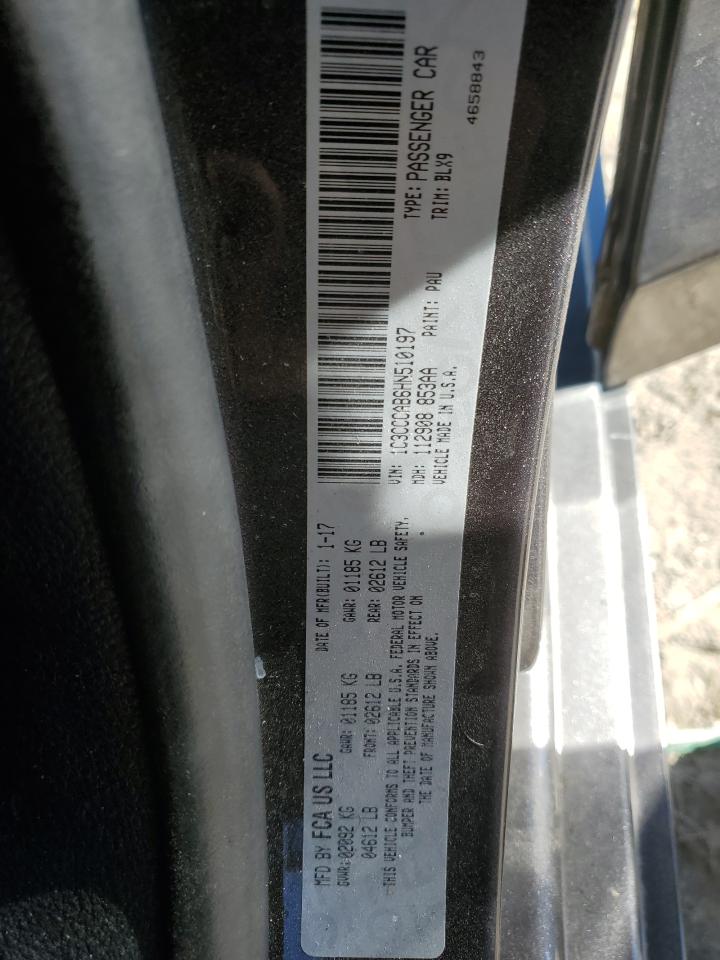 MFD BY FCA US LLC
DATE OF MFR(BUILT): 1-17
GVWR: 02092 KG
GAWR: 01185 KG
GAWR: 01185 KG
04612 LB
FRONT: 02612 LB
REAR: 02612 LB
THIS VEHICLE CONFORMS TO ALL APPLICABLE U.S.A. FEDERAL MOTOR VEHICLE SAFETY,
BUMPER AND THEFT PREVENTION STANDARDS IN EFFECT ON
THE DATE OF MANUFACTURE SHOWN ABOVE.
VIN: 1C3CCCAB6HN510197
TYPE: PASSENGER CAR
MDH: 112908 853AA
PAINT: PAU
TRIM: BLX9
VEHICLE MADE IN U.S.A.
4658843